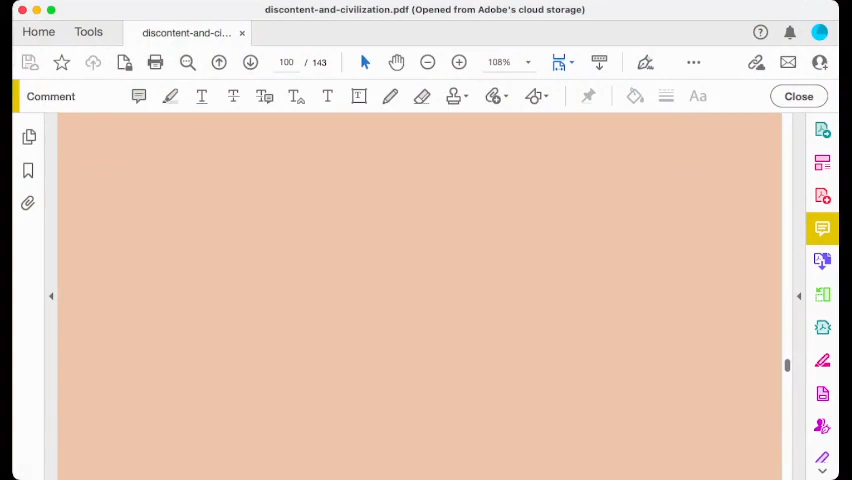 discontent-and-civilization.pdf (Opened from Adobe's cloud storage)
Home Tools discontent-and-ci... ×
100 / 143 108%
Comment T T T T T T Aa Close